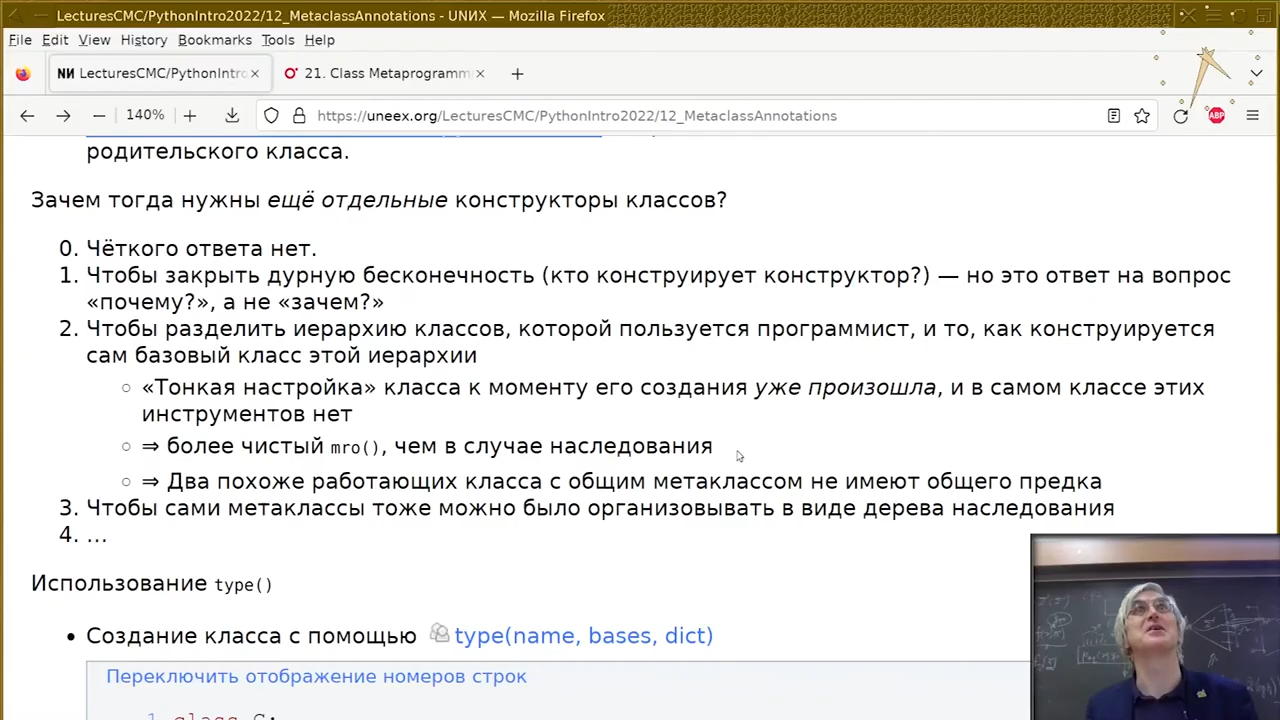 LecturesCMC/PythonIntro2022/12_MetaclassAnnotations - UNИХ — Mozilla Firefox
File Edit View History Bookmarks Tools Help
NИ LecturesCMC/PythonIntro × 21. Class Metaprogramm ×
140% https://uneex.org/LecturesCMC/PythonIntro2022/12_MetaclassAnnotations ABP
родительского класса.
Зачем тогда нужны ещё отдельные конструкторы классов?
0. Чёткого ответа нет.
1. Чтобы закрыть дурную бесконечность (кто конструирует конструктор?) — но это ответ на вопрос
«почему?», а не «зачем?»
2. Чтобы разделить иерархию классов, которой пользуется программист, и то, как конструируется
сам базовый класс этой иерархии
«Тонкая настройка» класса к моменту его создания уже произошла, и в самом классе этих
инструментов нет
⇒ более чистый mro(), чем в случае наследования
⇒ Два похоже работающих класса с общим метаклассом не имеют общего предка
3. Чтобы сами метаклассы тоже можно было организовывать в виде дерева наследования
4. …
Использование type()
• Создание класса с помощью type(name, bases, dict)
Переключить отображение номеров строк
1 class C: